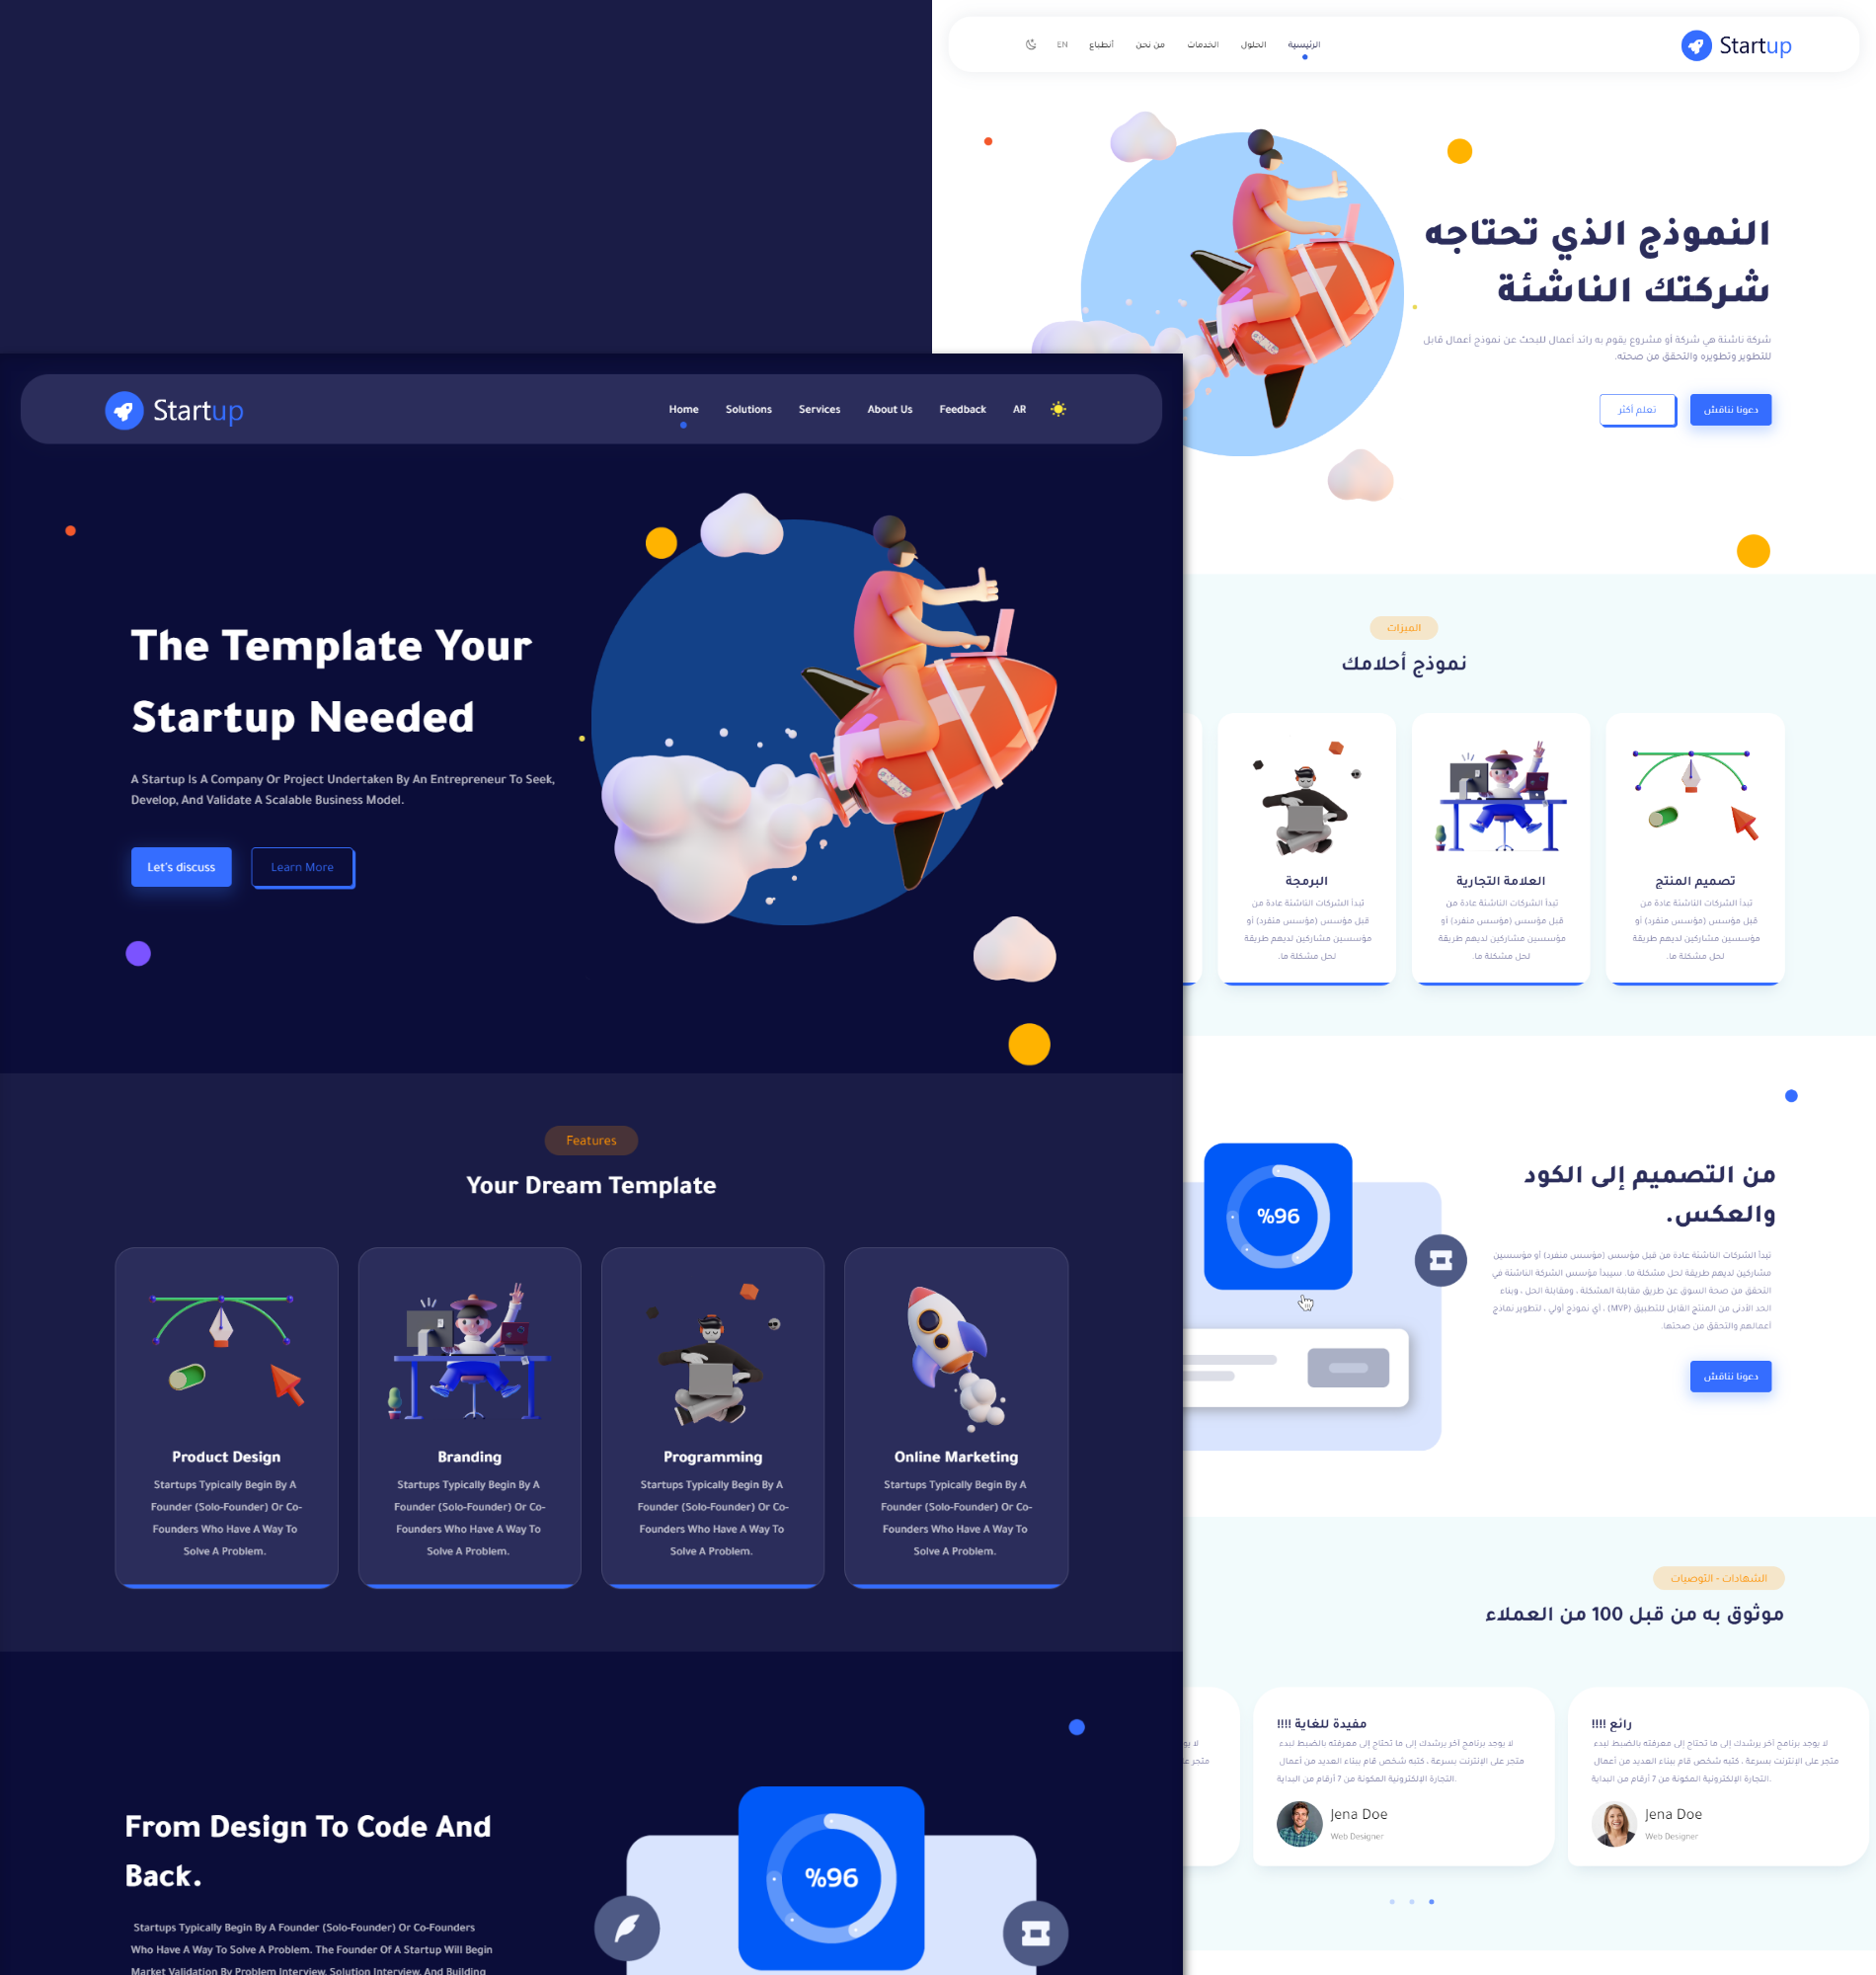 Startup
الرئيسية
الحلول
الخدمات
من نحن
أنطباع
EN
النموذج الذي تحتاجه
شركتك الناشئة
شركة ناشئة هي شركة أو مشروع يقوم به رائد أعمال للبحث عن نموذج أعمال قابل
للتطوير وتطويره والتحقق من صحته.
دعونا نناقش
تعلم أكثر
الميزات
نموذج أحلامك
تصميم المنتج
تبدأ الشركات الناشئة عادة من
قبل مؤسس (مؤسس منفرد) أو
مؤسسين مشاركين لديهم طريقة
لحل مشكلة ما.
العلامة التجارية
تبدأ الشركات الناشئة عادة من
قبل مؤسس (مؤسس منفرد) أو
مؤسسين مشاركين لديهم طريقة
لحل مشكلة ما.
البرمجة
تبدأ الشركات الناشئة عادة من
قبل مؤسس (مؤسس منفرد) أو
مؤسسين مشاركين لديهم طريقة
لحل مشكلة ما.
من التصميم إلى الكود
والعكس.
تبدأ الشركات الناشئة عادة من قبل مؤسس (مؤسس منفرد) أو مؤسسين
مشاركين لديهم طريقة لحل مشكلة ما. سيبدأ مؤسس الشركة الناشئة في
التحقق من صحة السوق عن طريق مقابلة المشكلة ، ومقابلة الحل ، وبناء
الحد الأدنى من المنتج القابل للتطبيق (MVP) ، أي نموذج أولي ، لتطوير نماذج
أعمالهم والتحقق من صحتها.
دعونا نناقش
%96
الشهادات - التوصيات
موثوق به من قبل 100 من العملاء
رائع !!!!
لا يوجد برنامج آخر يرشدك إلى ما تحتاج إلى معرفته بالضبط لبدء
متجر على الإنترنت بسرعة ، كتبه شخص قام ببناء العديد من أعمال
التجارة الإلكترونية المكونة من 7 أرقام من البداية.
Jena Doe
Web Designer
مفيدة للغاية !!!!
لا يوجد برنامج آخر يرشدك إلى ما تحتاج إلى معرفته بالضبط لبدء
متجر على الإنترنت بسرعة ، كتبه شخص قام ببناء العديد من أعمال
التجارة الإلكترونية المكونة من 7 أرقام من البداية.
Jena Doe
Web Designer
لا يو
متجر ء
Startup
Home
Solutions
Services
About Us
Feedback
AR
The Template Your
Startup Needed
A Startup Is A Company Or Project Undertaken By An Entrepreneur To Seek,
Develop, And Validate A Scalable Business Model.
Let's discuss
Learn More
Features
Your Dream Template
Product Design
Startups Typically Begin By A
Founder (Solo-Founder) Or Co-
Founders Who Have A Way To
Solve A Problem.
Branding
Startups Typically Begin By A
Founder (Solo-Founder) Or Co-
Founders Who Have A Way To
Solve A Problem.
Programming
Startups Typically Begin By A
Founder (Solo-Founder) Or Co-
Founders Who Have A Way To
Solve A Problem.
Online Marketing
Startups Typically Begin By A
Founder (Solo-Founder) Or Co-
Founders Who Have A Way To
Solve A Problem.
From Design To Code And
Back.
Startups Typically Begin By A Founder (Solo-Founder) Or Co-Founders
Who Have A Way To Solve A Problem. The Founder Of A Startup Will Begin
Market Validation By Problem Interview, Solution Interview, And Building
%96